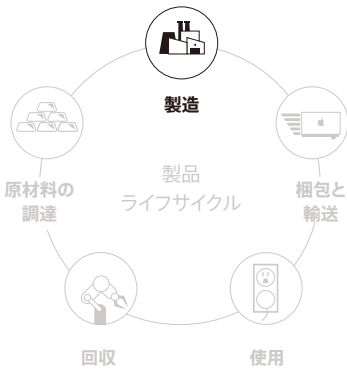 製造
原材料の
調達
製品
ライフサイクル
梱包と
輸送
回収
使用